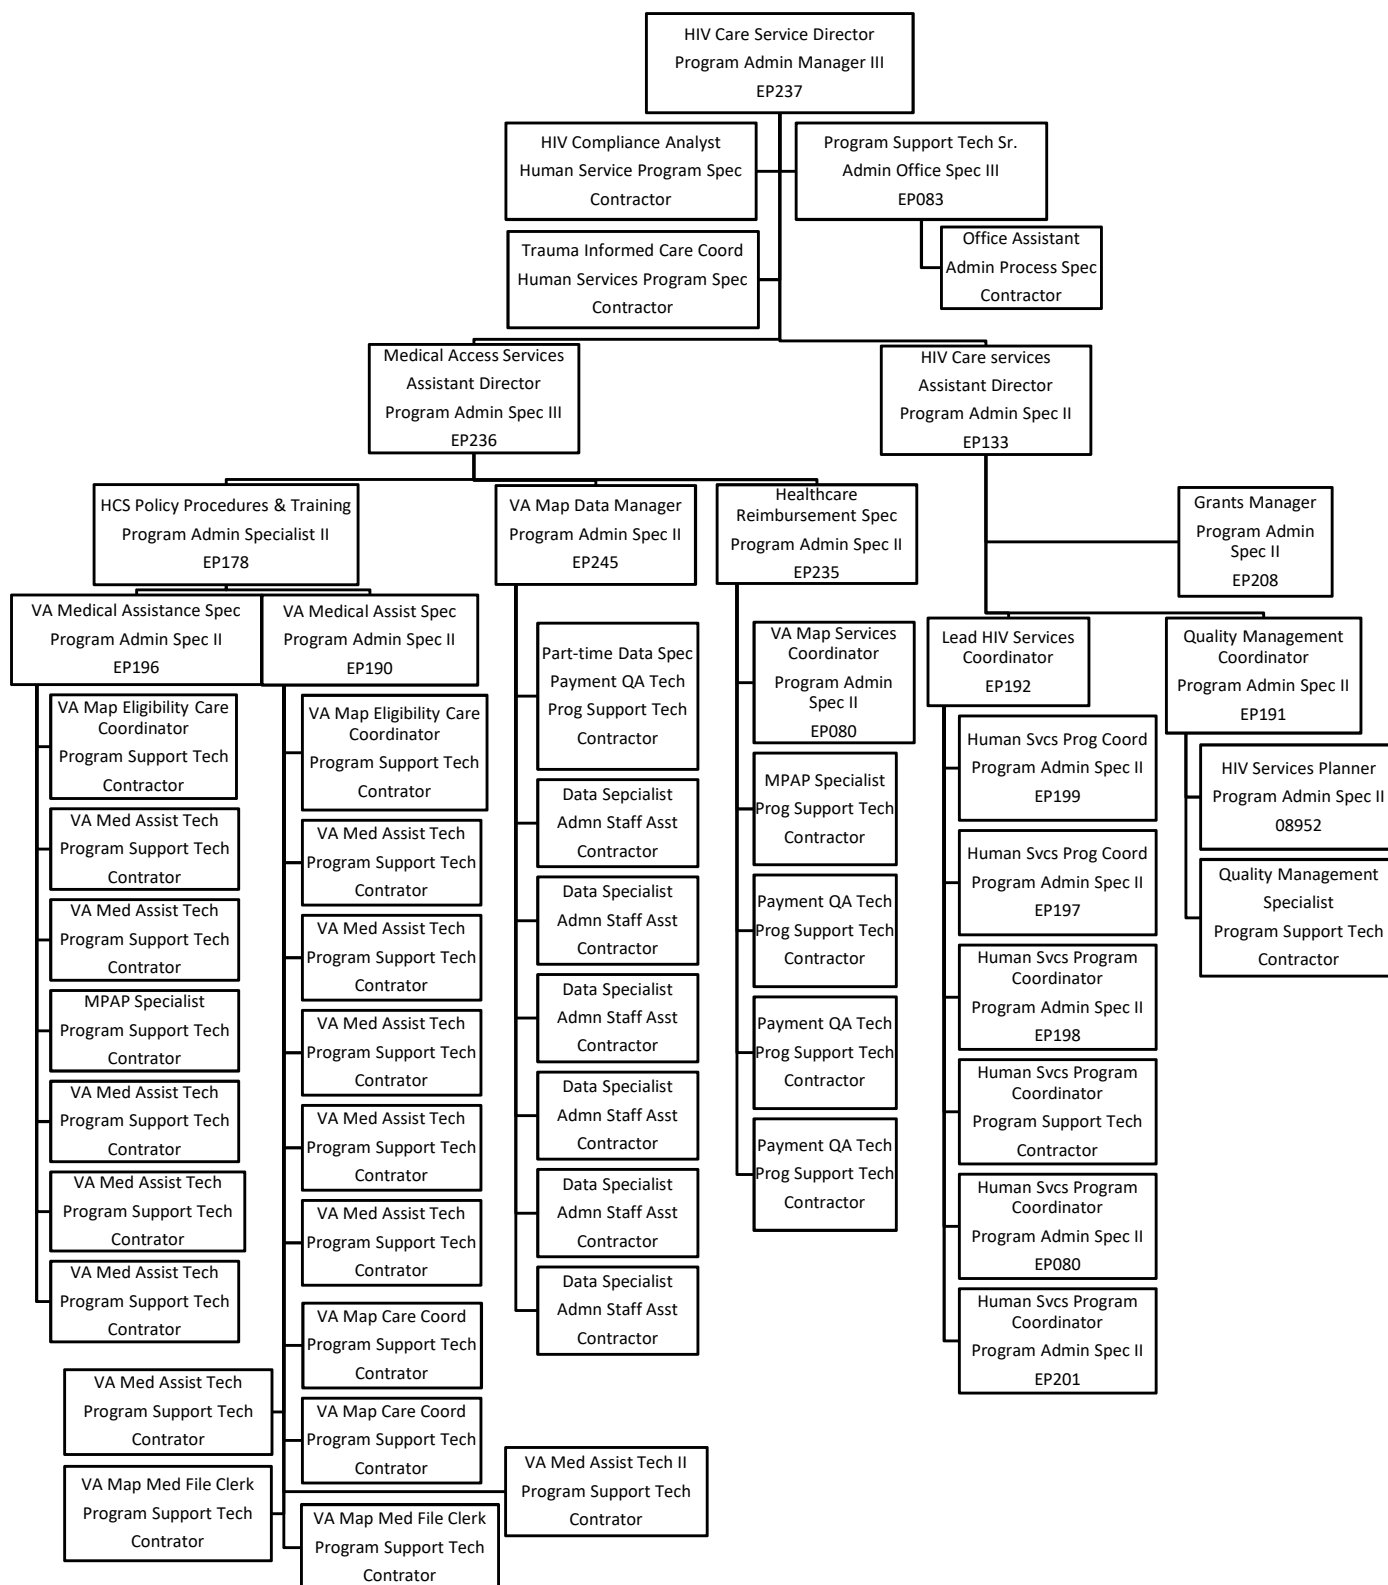 HIV Care Service Director
Program Admin Manager III
EP237
HIV Compliance Analyst
Human Service Program Spec
Contractor
Program Support Tech Sr.
Admin Office Spec III
EP083
Office Assistant
Admin Process Spec
Contractor
Trauma Informed Care Coord
Human Services Program Spec
Contractor
Medical Access Services
Assistant Director
Program Admin Spec III
EP236
HIV Care services
Assistant Director
Program Admin Spec II
EP133
HCS Policy Procedures & Training
Program Admin Specialist II
EP178
VA Map Data Manager
Program Admin Spec II
EP245
Healthcare
Reimbursement Spec
Program Admin Spec II
EP235
Grants Manager
Program Admin
Spec II
EP208
VA Medical Assistance Spec
Program Admin Spec II
EP196
VA Medical Assist Spec
Program Admin Spec II
EP190
Lead HIV Services
Coordinator
EP192
Quality Management
Coordinator
Program Admin Spec II
EP191
VA Map Eligibility Care
Coordinator
Program Support Tech
Contractor
VA Med Assist Tech
Program Support Tech
Contrator
VA Med Assist Tech
Program Support Tech
Contrator
MPAP Specialist
Program Support Tech
Contrator
VA Med Assist Tech
Program Support Tech
Contrator
VA Med Assist Tech
Program Support Tech
Contrator
VA Med Assist Tech
Program Support Tech
Contrator
VA Map Eligibility Care
Coordinator
Program Support Tech
Contrator
VA Med Assist Tech
Program Support Tech
Contrator
VA Med Assist Tech
Program Support Tech
Contrator
VA Med Assist Tech
Program Support Tech
Contrator
VA Med Assist Tech
Program Support Tech
Contrator
VA Med Assist Tech
Program Support Tech
Contrator
VA Map Care Coord
Program Support Tech
Contrator
VA Map Care Coord
Program Support Tech
Contrator
VA Med Assist Tech
Program Support Tech
Contrator
VA Map Med File Clerk
Program Support Tech
Contrator
VA Map Med File Clerk
Program Support Tech
Contrator
VA Med Assist Tech II
Program Support Tech
Contrator
Part-time Data Spec
Payment QA Tech
Prog Support Tech
Contractor
Data Sepcialist
Admn Staff Asst
Contractor
Data Specialist
Admn Staff Asst
Contractor
Data Specialist
Admn Staff Asst
Contractor
Data Specialist
Admn Staff Asst
Contractor
Data Specialist
Admn Staff Asst
Contractor
Data Specialist
Admn Staff Asst
Contractor
VA Map Services
Coordinator
Program Admin
Spec II
EP080
MPAP Specialist
Prog Support Tech
Contractor
Payment QA Tech
Prog Support Tech
Contractor
Payment QA Tech
Prog Support Tech
Contractor
Payment QA Tech
Prog Support Tech
Contractor
Human Svcs Prog Coord
Program Admin Spec II
EP199
Human Svcs Prog Coord
Program Admin Spec II
EP197
Human Svcs Program
Coordinator
Program Admin Spec II
EP198
Human Svcs Program
Coordinator
Program Support Tech
Contractor
Human Svcs Program
Coordinator
Program Admin Spec II
EP080
Human Svcs Program
Coordinator
Program Admin Spec II
EP201
HIV Services Planner
Program Admin Spec II
08952
Quality Management
Specialist
Program Support Tech
Contractor